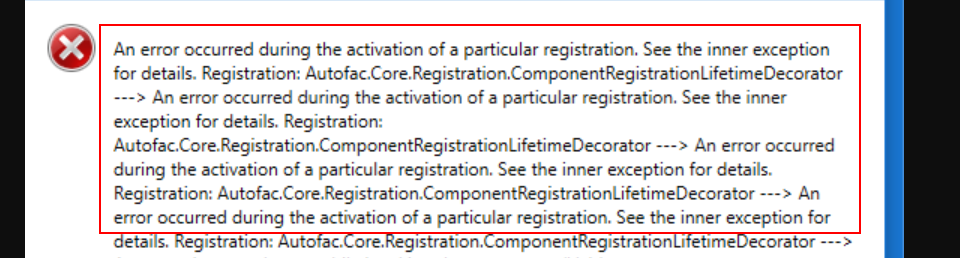 An error occurred during the activation of a particular registration. See the inner exception
for details. Registration: Autofac.Core.Registration.ComponentRegistrationLifetimeDecorator
---> An error occurred during the activation of a particular registration. See the inner
exception for details. Registration:
Autofac.Core.Registration.ComponentRegistrationLifetimeDecorator ---> An error occurred
during the activation of a particular registration. See the inner exception for details.
Registration: Autofac.Core.Registration.ComponentRegistrationLifetimeDecorator ---> An
error occurred during the activation of a particular registration. See the inner exception for
details. Registration: Autofac.Core.Registration.ComponentRegistrationLifetimeDecorator --->